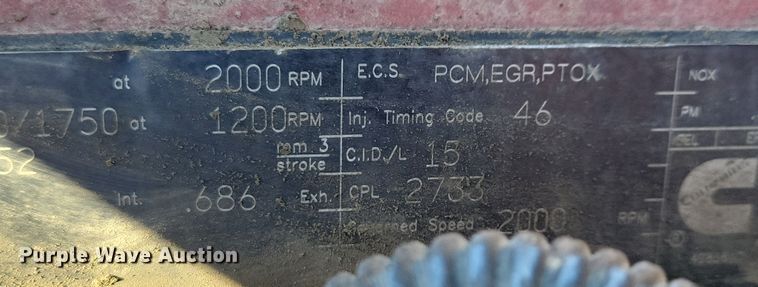 at 2000 RPM E.C.S. PCM,EGR,PTOX NOX
/1750 at 1200 RPM Inj. Timing Code 46 PM
52 mm 3 stroke C.I.D./L 15
Int. .686 Exh. CPL 2733 Cummins
Governed Speed 2000 RPM
Purple Wave Auction